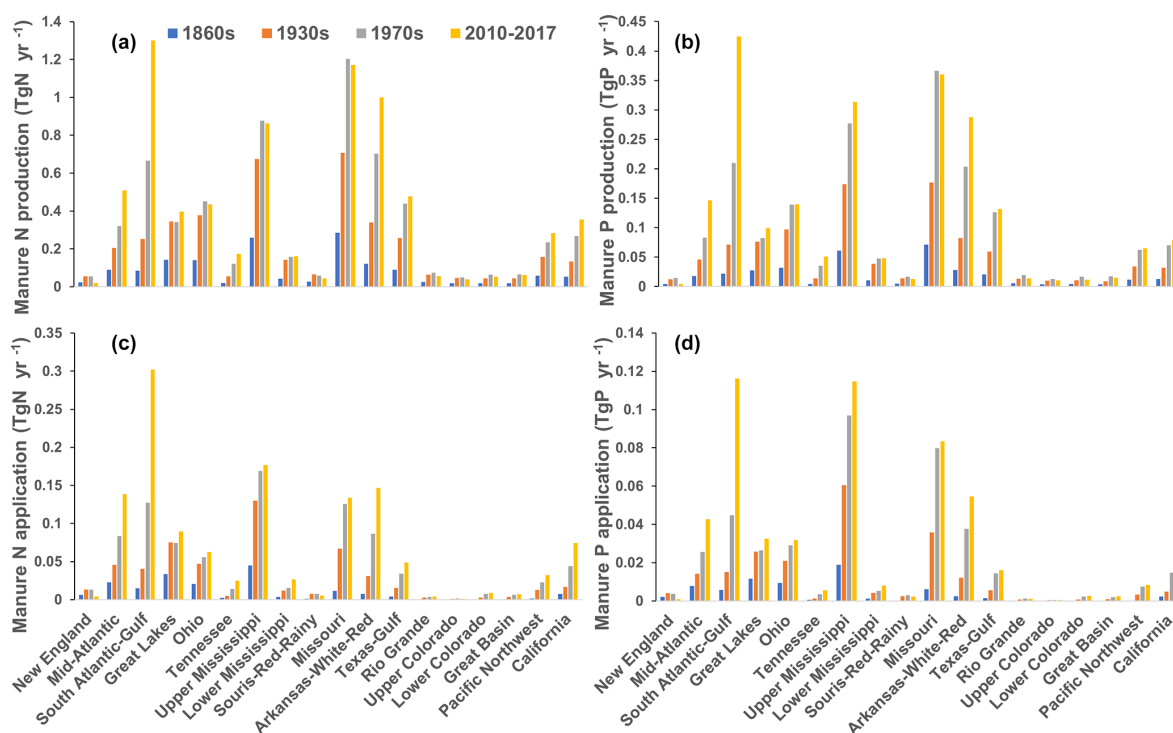 (a)
1860s 1930s 1970s 2010-2017
Manure N production (TgN yr -1)
1.4
1.2
1
0.8
0.6
0.4
0.2
0
(b)
Manure P production (TgP yr -1)
0.45
0.4
0.35
0.3
0.25
0.2
0.15
0.1
0.05
0
(c)
Manure N application (TgN yr -1)
0.35
0.3
0.25
0.2
0.15
0.1
0.05
0
New England
Mid-Atlantic
South Atlantic-Gulf
Great Lakes
Ohio
Tennessee
Upper Mississippi
Lower Mississippi
Souris-Red-Rainy
Missouri
Arkansas-White-Red
Texas-Gulf
Rio Grande
Upper Colorado
Lower Colorado
Great Basin
Pacific Northwest
California
(d)
Manure P application (TgP yr -1)
0.14
0.12
0.1
0.08
0.06
0.04
0.02
0
New England
Mid-Atlantic
South Atlantic-Gulf
Great Lakes
Ohio
Tennessee
Upper Mississippi
Lower Mississippi
Souris-Red-Rainy
Missouri
Arkansas-White-Red
Texas-Gulf
Rio Grande
Upper Colorado
Lower Colorado
Great Basin
Pacific Northwest
California